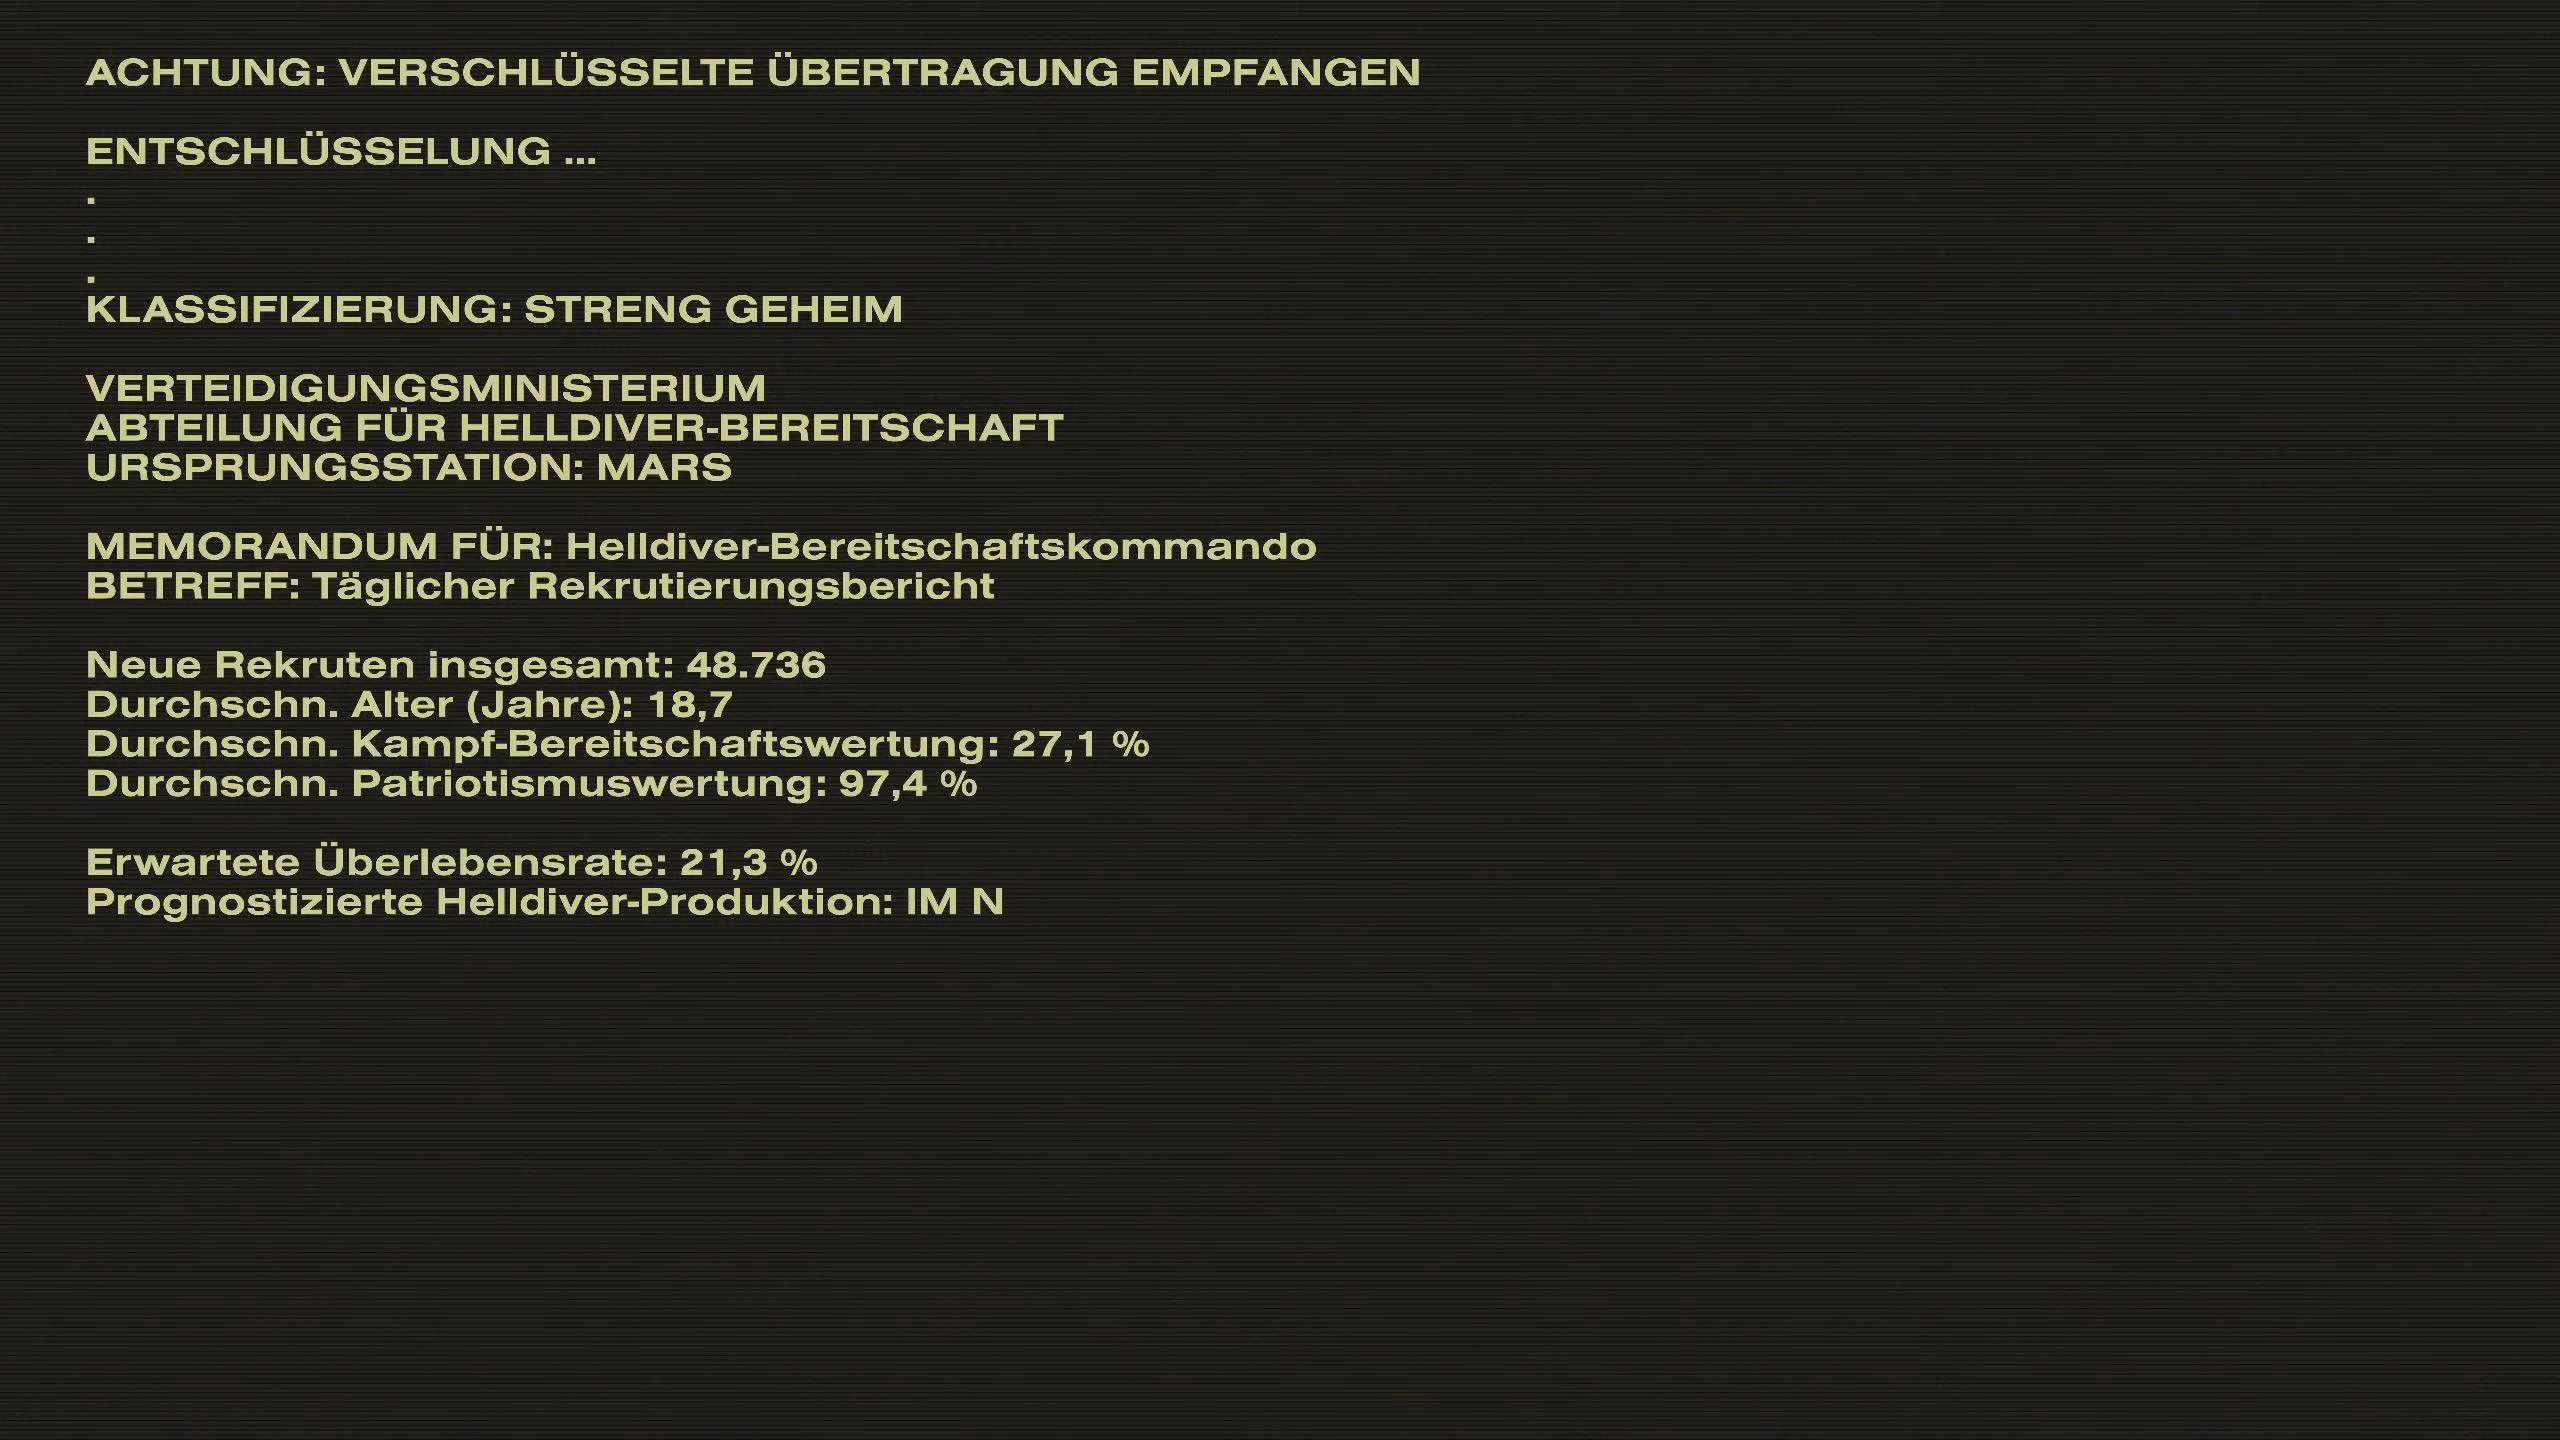 ACHTUNG: VERSCHLÜSSELTE ÜBERTRAGUNG EMPFANGEN
ENTSCHLÜSSELUNG ...
.
.
.
KLASSIFIZIERUNG: STRENG GEHEIM
VERTEIDIGUNGSMINISTERIUM
ABTEILUNG FÜR HELLDIVER-BEREITSCHAFT
URSPRUNGSSTATION: MARS
MEMORANDUM FÜR: Helldiver-Bereitschaftskommando
BETREFF: Täglicher Rekrutierungsbericht
Neue Rekruten insgesamt: 48.736
Durchschn. Alter (Jahre): 18,7
Durchschn. Kampf-Bereitschaftswertung: 27,1 %
Durchschn. Patriotismuswertung: 97,4 %
Erwartete Überlebensrate: 21,3 %
Prognostizierte Helldiver-Produktion: IM N